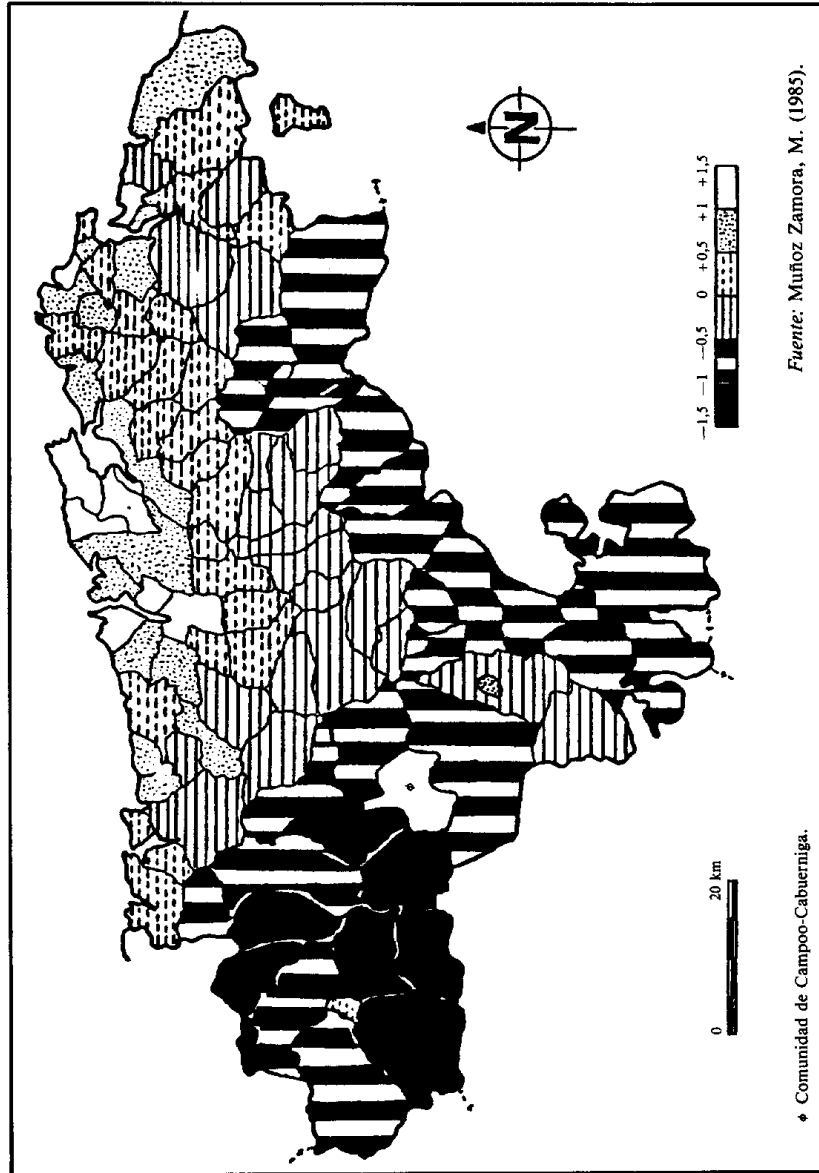 N
−1,5 −1 −0,5 0 +0,5 +1 +1,5
0 20 km
Fuente: Muñoz Zamora, M. (1985).
ɸ Comunidad de Campoo-Cabuerniga.